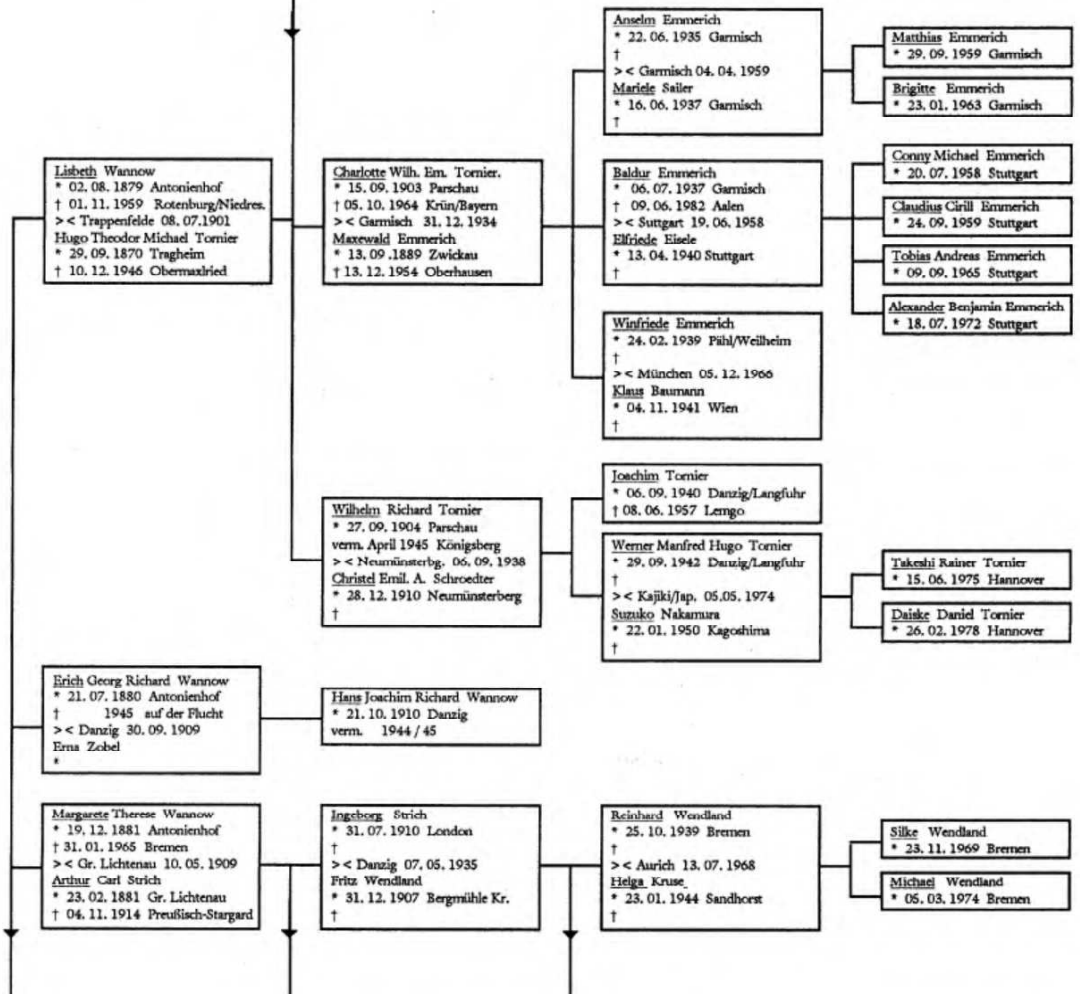 Anselm Emmerich
* 22. 06. 1935 Garmisch
†
> < Garmisch 04. 04. 1959
Mariele Sailer
* 16. 06. 1937 Garmisch
†
Matthias Emmerich
* 29. 09. 1959 Garmisch
Brigitte Emmerich
* 23. 01. 1963 Garmisch
Lisbeth Wannow
* 02. 08. 1879 Antonienhof
† 01. 11. 1959 Rotenburg/Niedres.
> < Trappenfelde 08. 07.1901
Hugo Theodor Michael Tornier
* 29. 09. 1870 Tragheim
† 10. 12. 1946 Obermaxlried
Charlotte Wilh. Em. Tornier.
* 15. 09. 1903 Parschau
† 05. 10. 1964 Krün/Bayern
> < Garmisch 31. 12. 1934
Maxewald Emmerich
* 13. 09 .1889 Zwickau
† 13. 12. 1954 Oberhausen
Baldur Emmerich
* 06. 07. 1937 Garmisch
† 09. 06. 1982 Aalen
> < Suttgart 19. 06. 1958
Elfriede Eisele
* 13. 04. 1940 Stuttgart
†
Conny Michael Emmerich
* 20. 07. 1958 Stuttgart
Claudius Cirill Emmerich
* 24. 09. 1959 Stuttgart
Tobias Andreas Emmerich
* 09. 09. 1965 Stuttgart
Alexander Benjamin Emmerich
* 18. 07. 1972 Stuttgart
Winfriede Emmerich
* 24. 02. 1939 Pähl/Weilheim
†
> < München 05. 12. 1966
Klaus Baumann
* 04. 11. 1941 Wien
†
Wilhelm Richard Tornier
* 27. 09. 1904 Parschau
verm. April 1945 Königsberg
> < Neumünsterbg. 06. 09. 1938
Christel Emil. A. Schroedter
* 28. 12. 1910 Neumünsterberg
†
Joachim Tornier
* 06. 09. 1940 Danzig/Langfuhr
† 08. 06. 1957 Lemgo
Werner Manfred Hugo Tornier
* 29. 09. 1942 Danzig/Langfuhr
†
> < Kajiki/Jap. 05.05. 1974
Suzuko Nakamura
* 22. 01. 1950 Kagoshima
†
Takeshi Rainer Tornier
* 15. 06. 1975 Hannover
Daiske Daniel Tornier
* 26. 02. 1978 Hannover
Erich Georg Richard Wannow
* 21. 07. 1880 Antonienhof
† 1945 auf der Flucht
> < Danzig 30. 09. 1909
Erna Zobel
*
Hans Joachim Richard Wannow
* 21. 10. 1910 Danzig
verm. 1944 / 45
Margarete Therese Wannow
* 19. 12. 1881 Antonienhof
† 31. 01. 1965 Bremen
> < Gr. Lichtenau 10. 05. 1909
Arthur Carl Strich
* 23. 02. 1881 Gr. Lichtenau
† 04. 11. 1914 Preußisch-Stargard
Ingeborg Strich
* 31. 07. 1910 London
†
> < Danzig 07. 05. 1935
Fritz Wendland
* 31. 12. 1907 Bergmühle Kr.
†
Reinhard Wendland
* 25. 10. 1939 Bremen
†
> < Aurich 13. 07. 1968
Helga Kruse
* 23. 01. 1944 Sandhorst
†
Silke Wendland
* 23. 11. 1969 Bremen
Michael Wendland
* 05. 03. 1974 Bremen